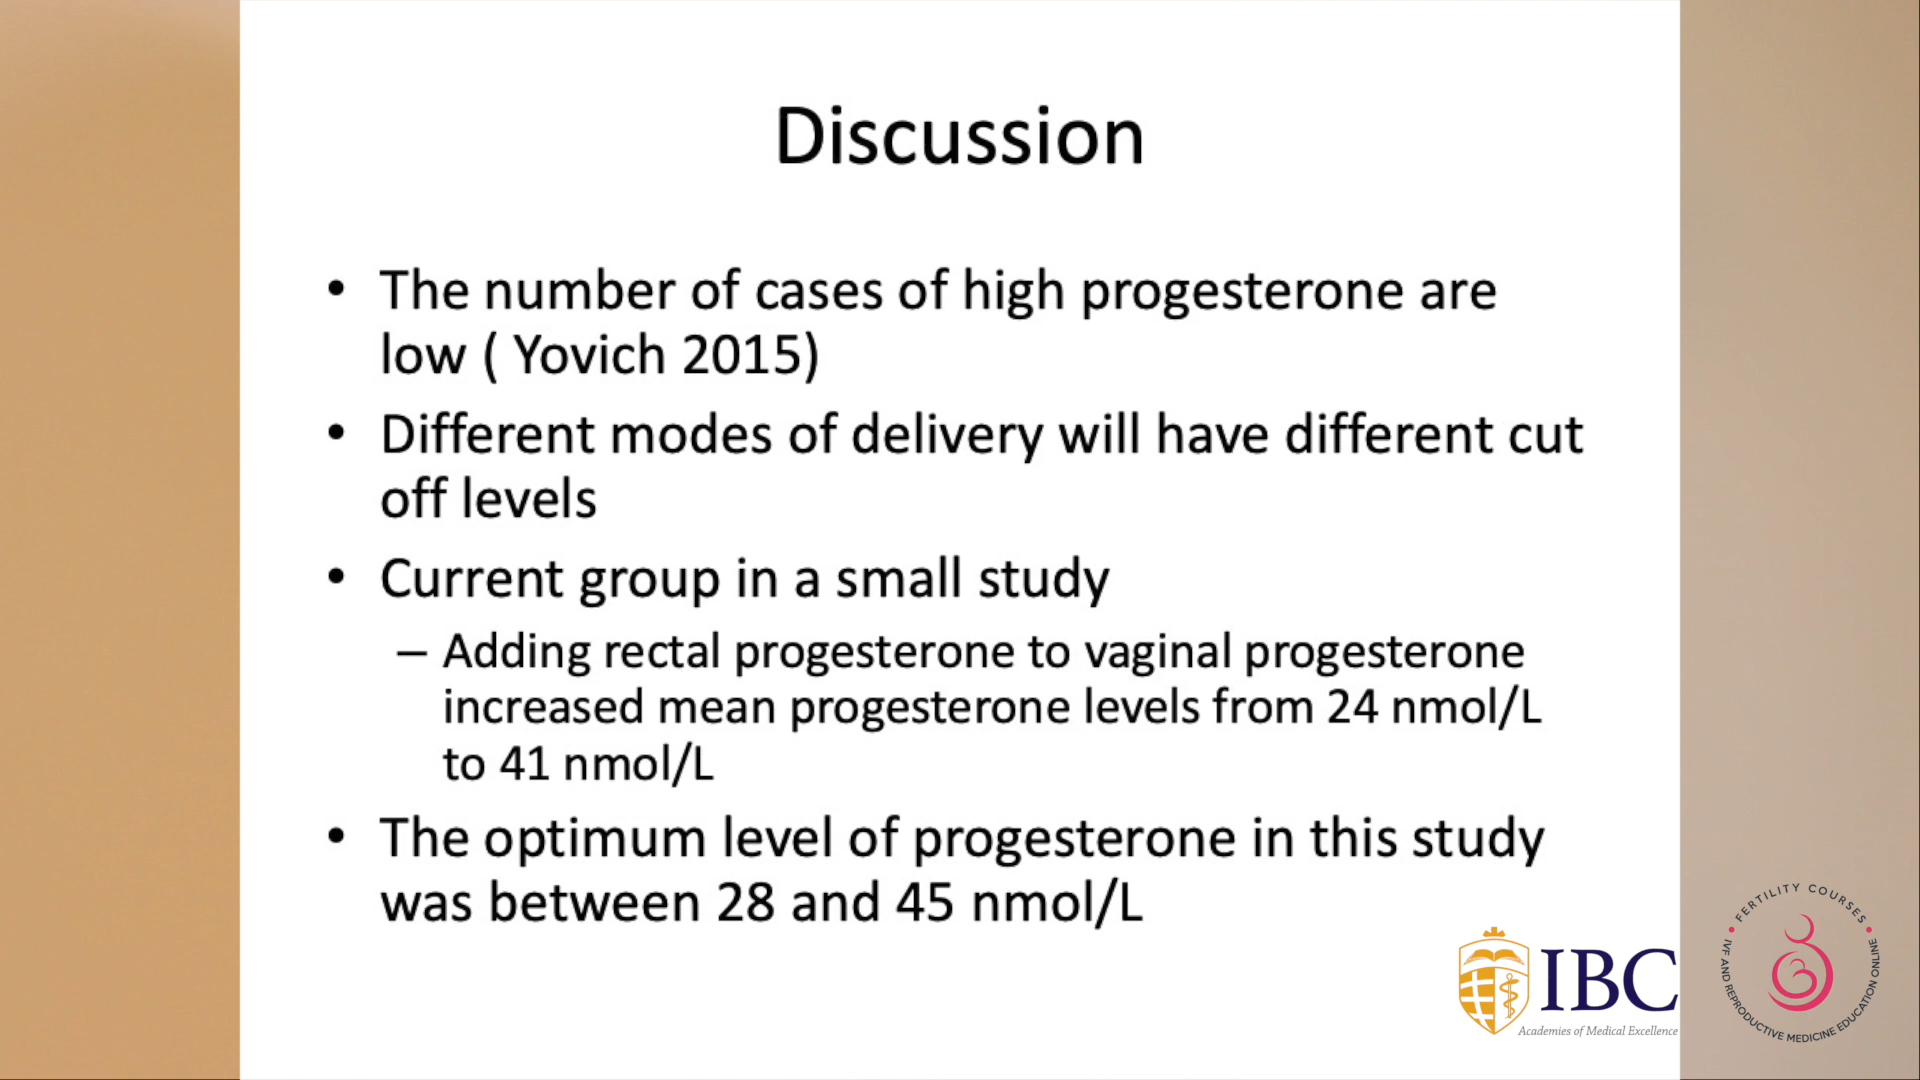 Discussion
• The number of cases of high progesterone are
low ( Yovich 2015)
• Different modes of delivery will have different cut
off levels
• Current group in a small study
– Adding rectal progesterone to vaginal progesterone
increased mean progesterone levels from 24 nmol/L
to 41 nmol/L
• The optimum level of progesterone in this study
was between 28 and 45 nmol/L
IBC
Academies of Medical Excellence
• FERTILITY COURSES •
IVF AND REPRODUCTIVE MEDICINE EDUCATION ONLINE